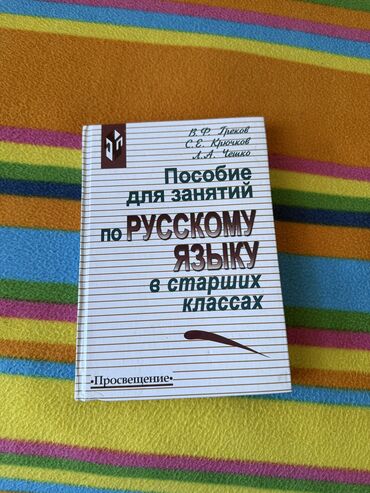 В. Ф. Греков
С. Е. Крючков
Л. А. Чешко
Пособие
для занятий
по РУССКОМУ
ЯЗЫКУ
в старших
классах
•Просвещение•